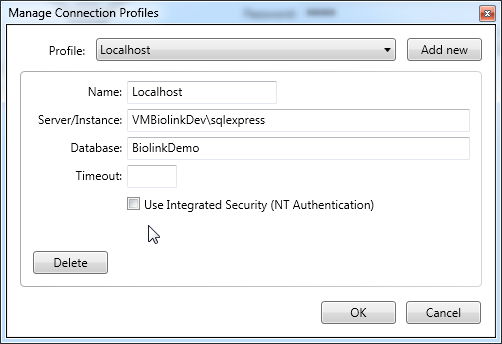 Manage Connection Profiles
Profile: Localhost Add new
Name: Localhost
Server/Instance: VMBiolinkDev\sqlexpress
Database: BiolinkDemo
Timeout:
Use Integrated Security (NT Authentication)
Delete
OK Cancel